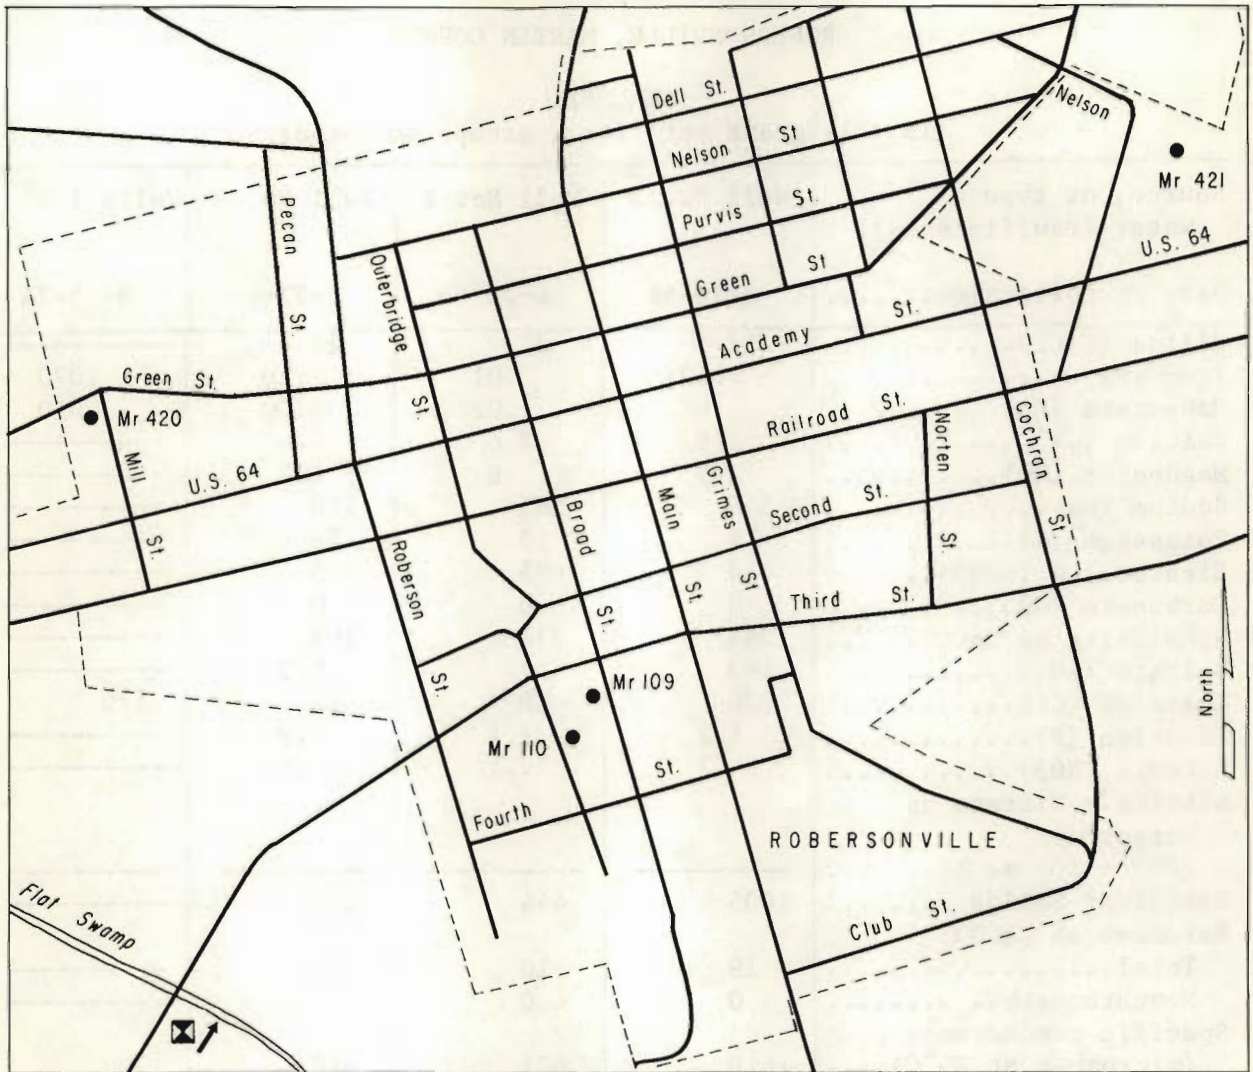 Dell St.
Nelson
Nelson St.
Mr 421
Purvis St.
Pecan St.
U.S. 64
Outerbridge St.
Green St.
Academy St.
Green St.
Mr 420
Railroad St.
Norten St.
Cochran St.
Mill St.
U.S. 64
Broad St.
Main St.
Grimes St.
Second St.
Roberson St.
Third St.
Mr 109
North
Mr 110
Fourth St.
ROBERSONVILLE
Flat Swamp
Club St.